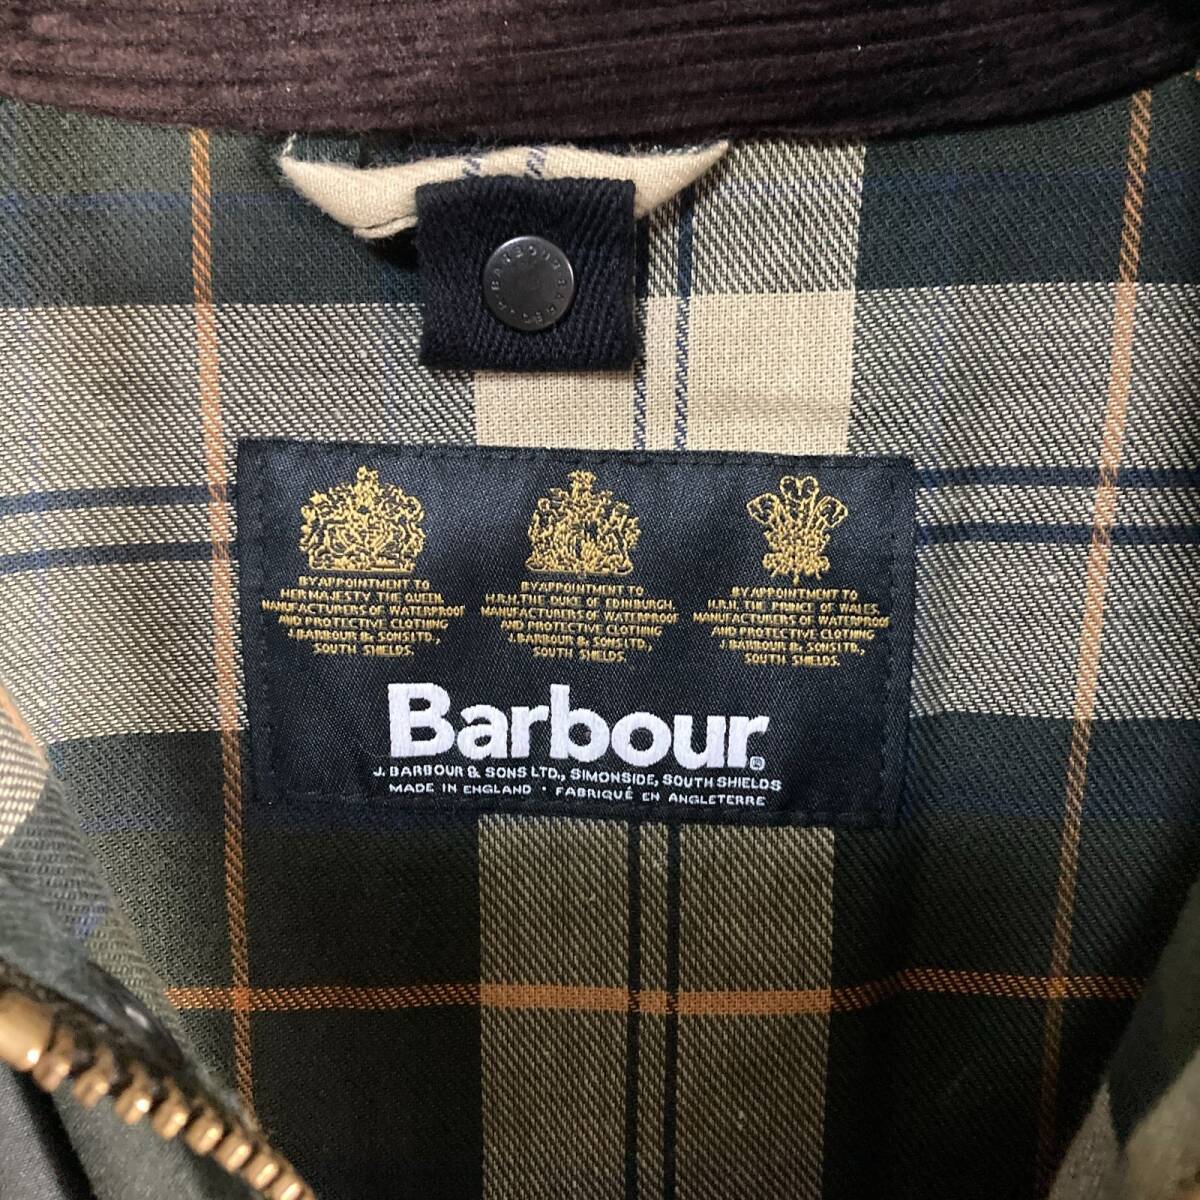 BARBOUR BARBOUR
BY APPOINTMENT TO
HER MAJESTY THE QUEEN
MANUFACTURERS OF WATERPROOF
AND PROTECTIVE CLOTHING
J.BARBOUR & SONS LTD.,
SOUTH SHIELDS.
BY APPOINTMENT TO
H.R.H. THE DUKE OF EDINBURGH,
MANUFACTURERS OF WATERPROOF
AND PROTECTIVE CLOTHING
J.BARBOUR & SONS LTD.,
SOUTH SHIELDS.
BY APPOINTMENT TO
H.R.H. THE PRINCE OF WALES.
MANUFACTURERS OF WATERPROOF
AND PROTECTIVE CLOTHING
J.BARBOUR & SONS LTD.,
SOUTH SHIELDS.
Barbour®
J. BARBOUR & SONS LTD., SIMONSIDE, SOUTH SHIELDS
MADE IN ENGLAND · FABRIQUÉ EN ANGLETERRE